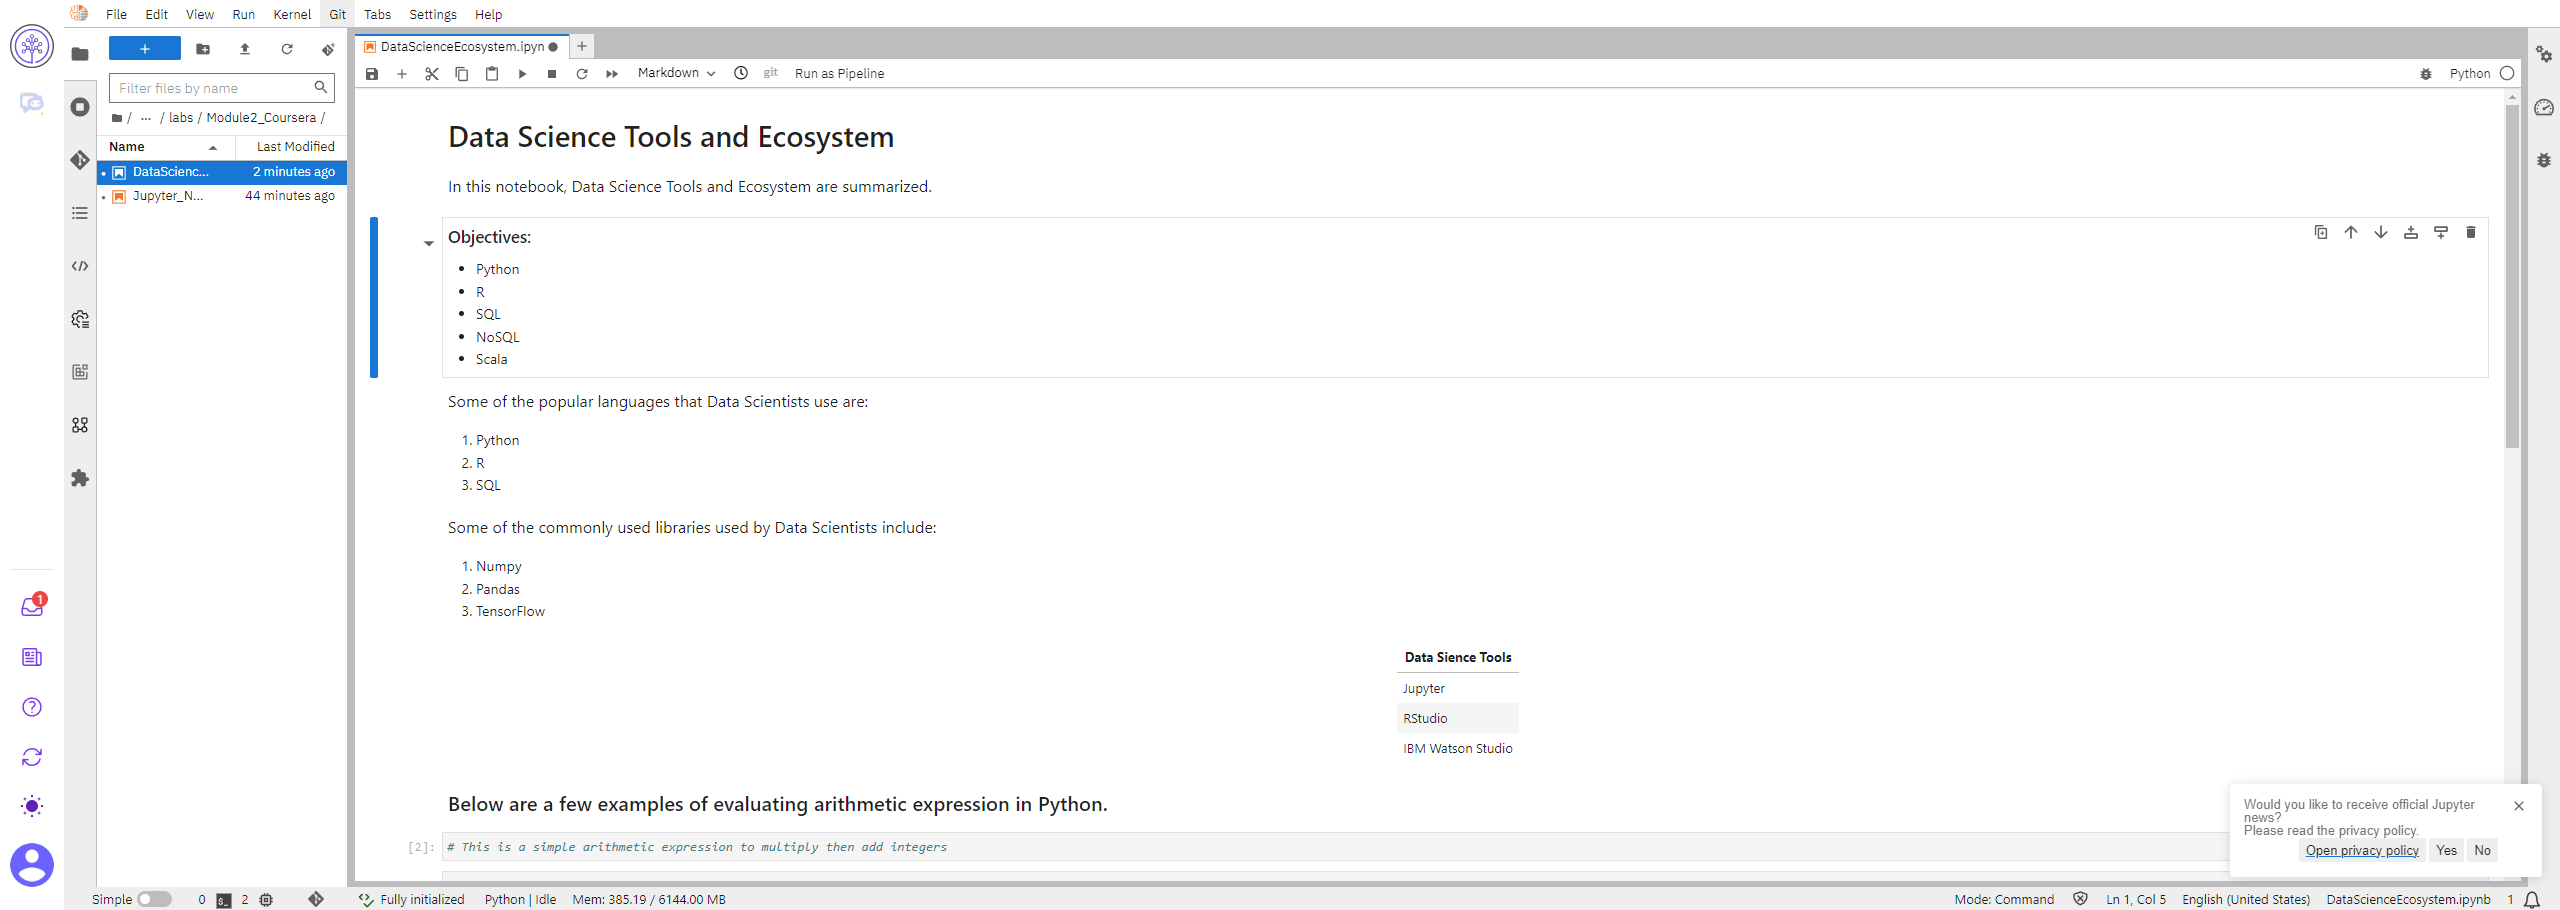 File Edit View Run Kernel Git Tabs Settings Help
Filter files by name
/ ... / labs / Module2_Coursera /
Name Last Modified
DataScienc... 2 minutes ago
Jupyter_N... 44 minutes ago
DataScienceEcosystem.ipyn
Markdown git Run as Pipeline Python
Data Science Tools and Ecosystem
In this notebook, Data Science Tools and Ecosystem are summarized.
Objectives:
• Python
• R
• SQL
• NoSQL
• Scala
Some of the popular languages that Data Scientists use are:
1. Python
2. R
3. SQL
Some of the commonly used libraries used by Data Scientists include:
1. Numpy
2. Pandas
3. TensorFlow
Data Sience Tools
Jupyter
RStudio
IBM Watson Studio
Below are a few examples of evaluating arithmetic expression in Python.
[2]: # This is a simple arithmetic expression to multiply then add integers
1
Would you like to receive official Jupyter
news?
Please read the privacy policy.
Open privacy policy Yes No
Simple 0 $_ 2 Fully initialized Python | Idle Mem: 385.19 / 6144.00 MB Mode: Command Ln 1, Col 5 English (United States) DataScienceEcosystem.ipynb 1